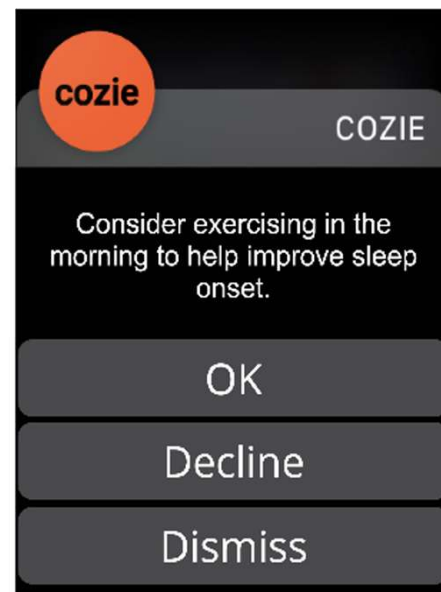 cozie
COZIE
Consider exercising in the
morning to help improve sleep
onset.
OK
Decline
Dismiss